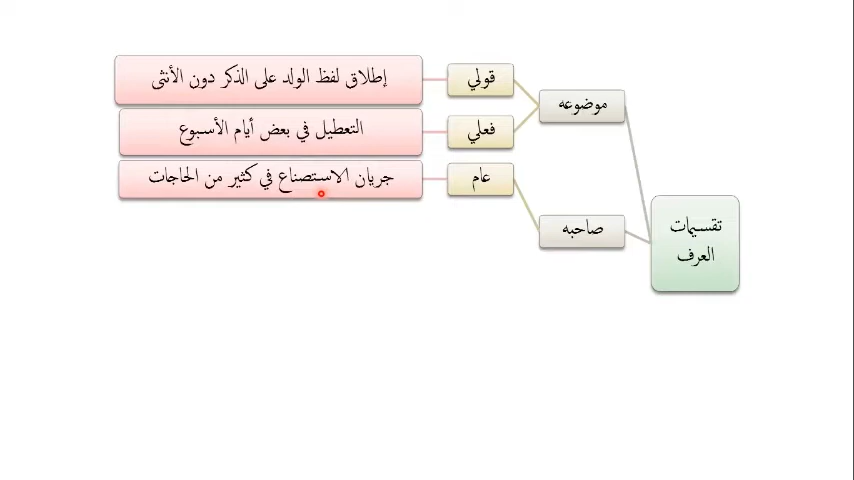 تقسيمات
العرف
موضوعه
قولي
إطلاق لفظ الولد على الذكر دون الأنثى
فعلي
التعطيل في بعض أيام الأسبوع
صاحبه
عام
جريان الاستصناع في كثير من الحاجات